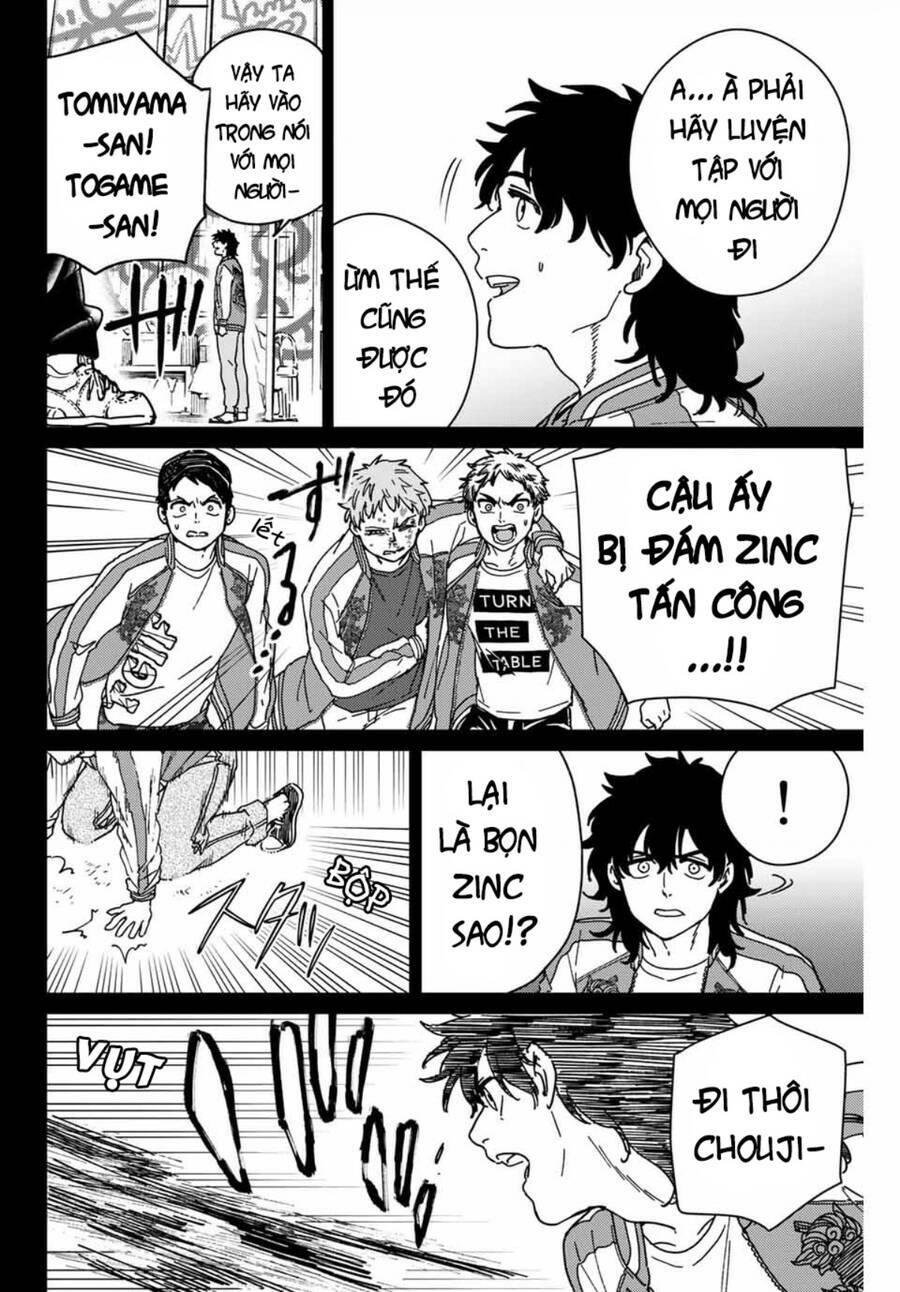 A... À PHẢI
HÃY LUYỆN
TẬP VỚI
MỌI NGƯỜI
ĐI
ỪM THẾ
CŨNG
ĐƯỢC
ĐÓ
VẬY TA
HÃY VÀO
TRONG NÓI
VỚI MỌI
NGƯỜI-
TOMIYAMA
-SAN!
TOGAME
-SAN!
CẬU ẤY
BỊ ĐÁM ZINC
TẤN CÔNG
...!!
lết
TURN
THE
TABLE
!
LẠI
LÀ BỌN
ZINC
SAO!?
BỘP
ĐI THÔI
CHOUJI-
VỤT